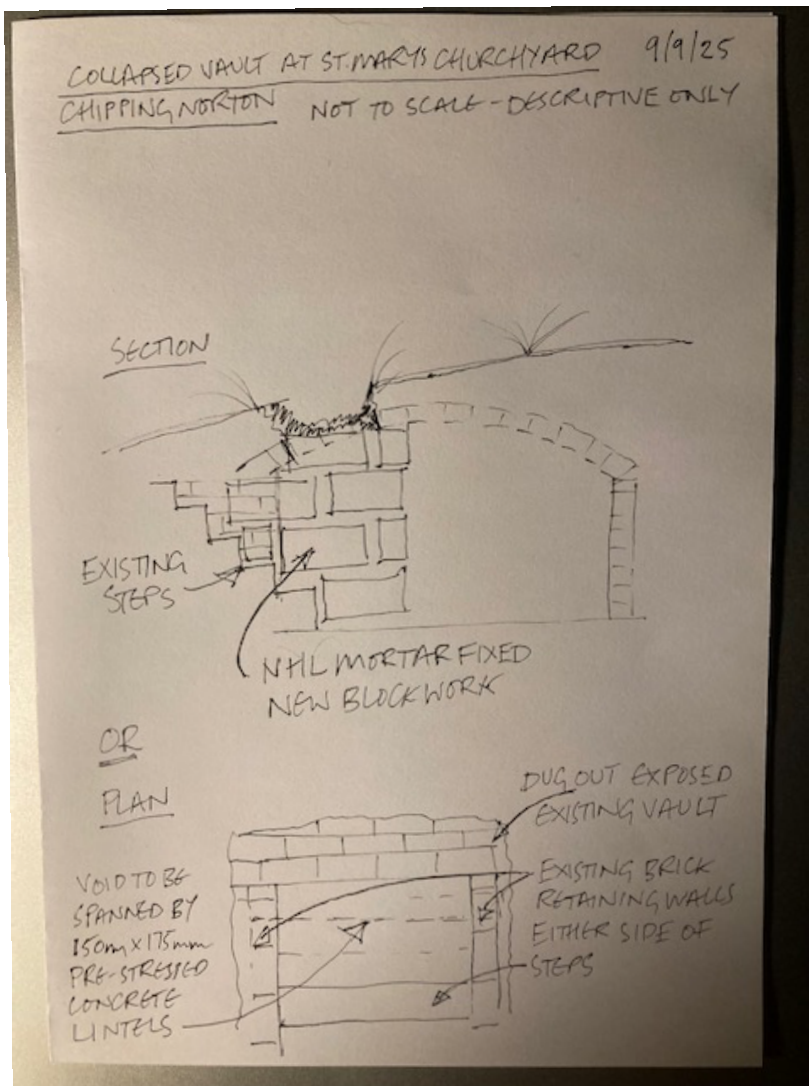 COLLAPSED VAULT AT ST. MARYS CHURCHYARD 9/9/25
CHIPPING NORTON NOT TO SCALE - DESCRIPTIVE ONLY
SECTION
EXISTING
STEPS
NHL MORTAR FIXED
NEW BLOCKWORK
OR
PLAN
DUG OUT EXPOSED
EXISTING VAULT
VOID TO BE
SPANNED BY
150m x 175mm
PRE-STRESSED
CONCRETE
LINTELS
EXISTING BRICK
RETAINING WALLS
EITHER SIDE OF
STEPS